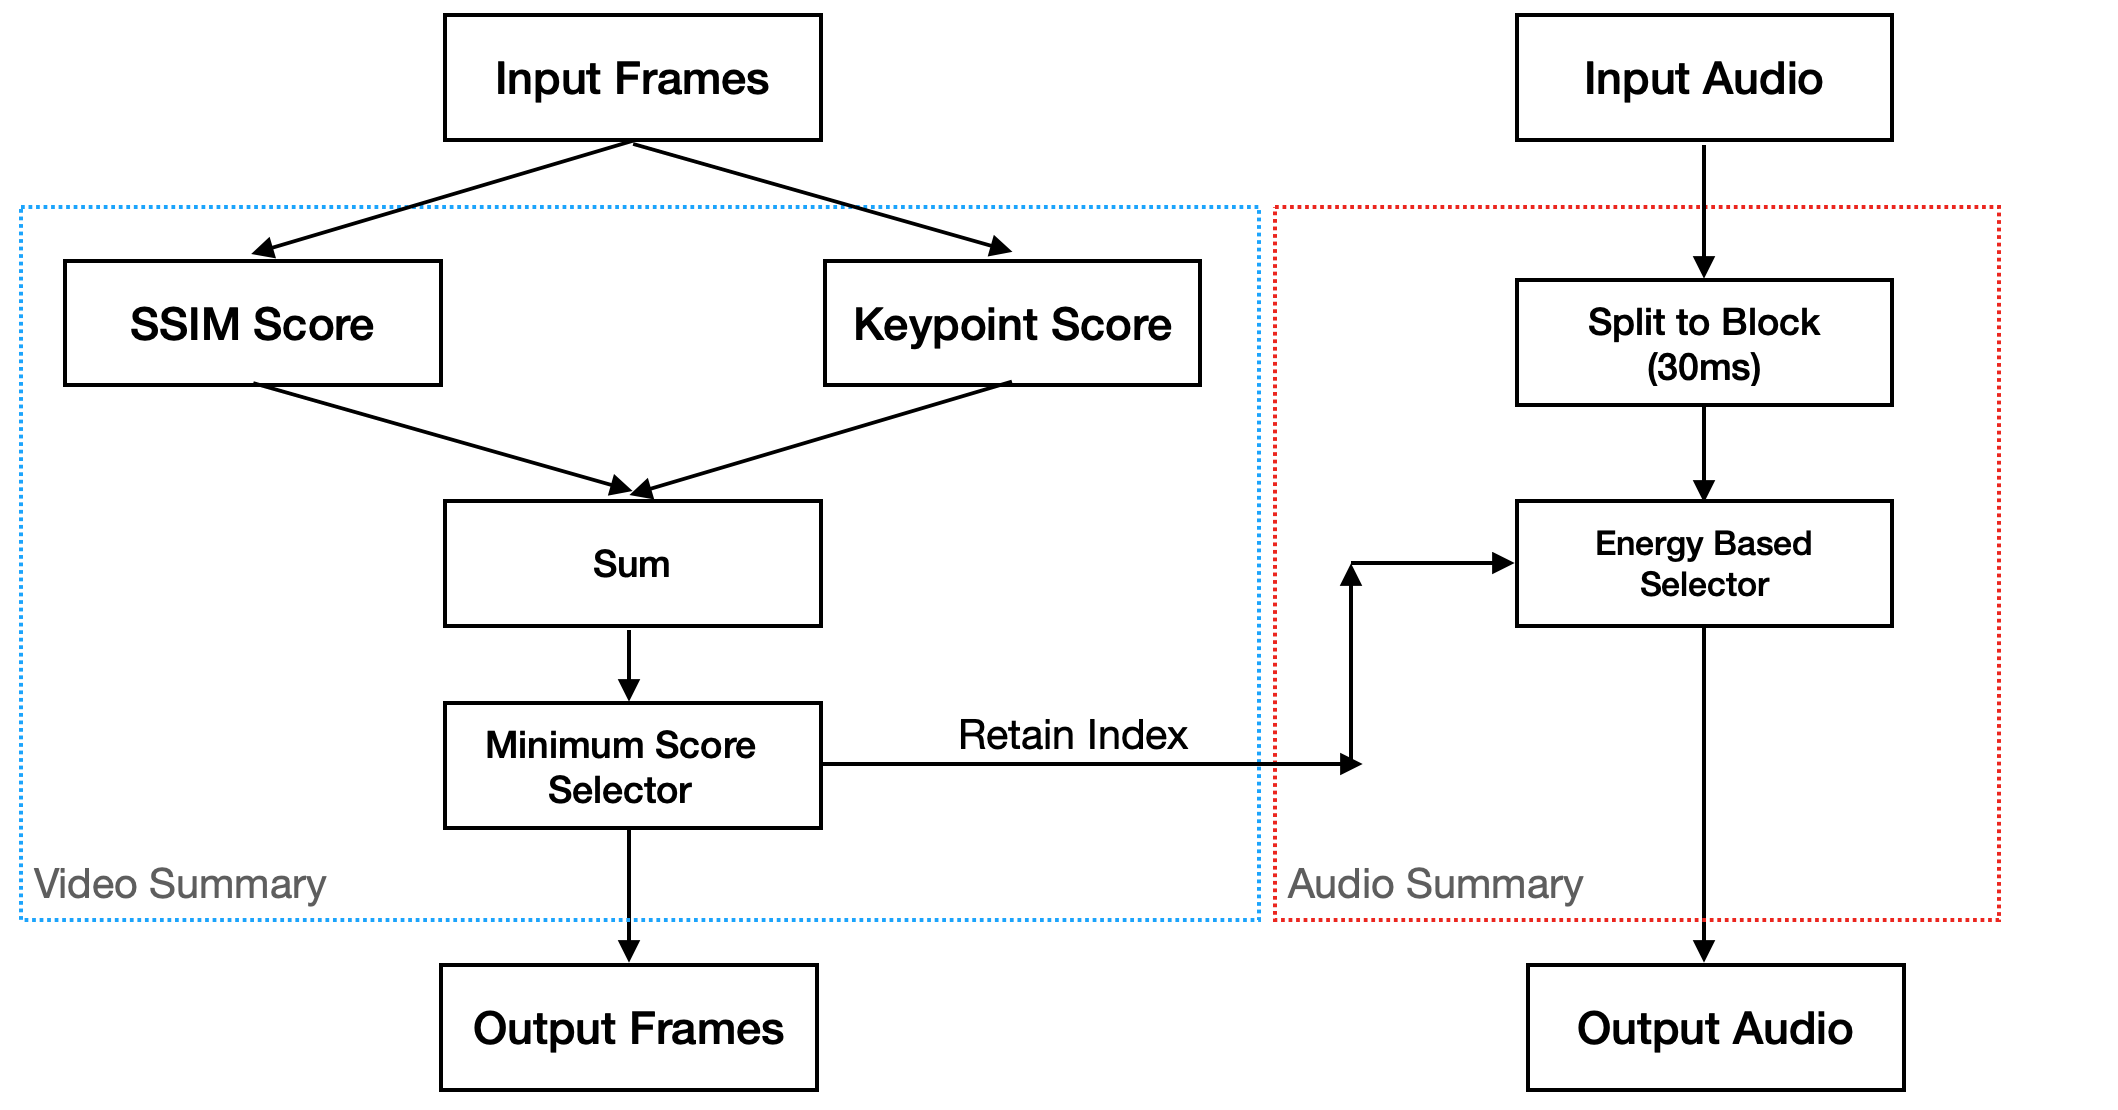 Input Frames
Input Audio
SSIM Score
Keypoint Score
Split to Block
(30ms)
Sum
Energy Based
Selector
Minimum Score
Selector
Retain Index
Video Summary
Audio Summary
Output Frames
Output Audio